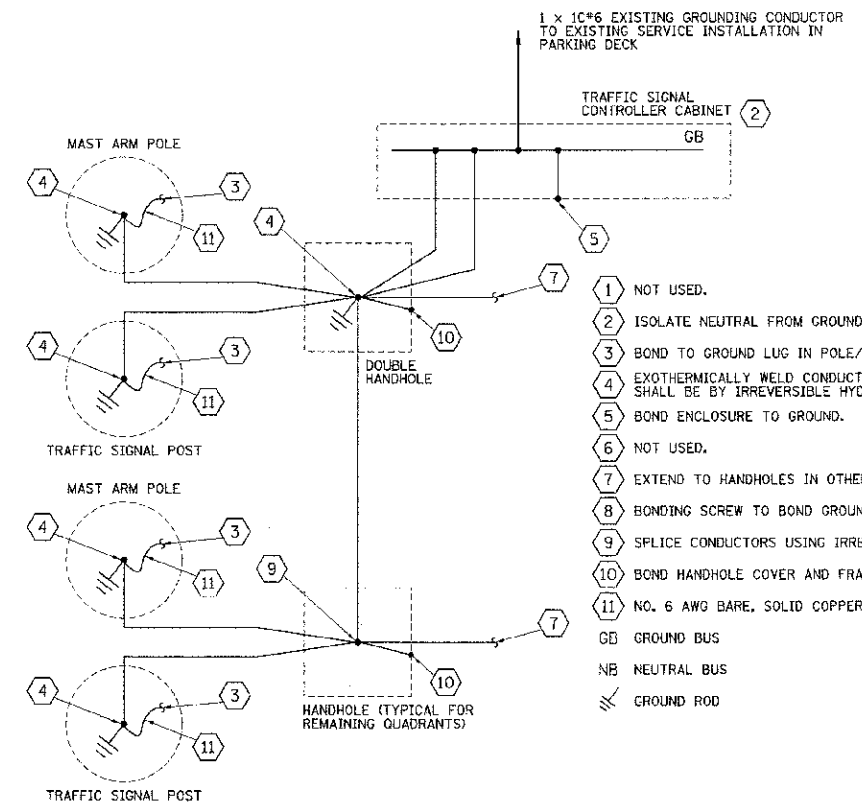 1 x 1C#6 EXISTING GROUNDING CONDUCTOR
TO EXISTING SERVICE INSTALLATION IN
PARKING DECK
TRAFFIC SIGNAL
CONTROLLER CABINET
2
GB
MAST ARM POLE
4
3
11
4
5
7
10
DOUBLE
HANDHOLE
4
3
11
TRAFFIC SIGNAL POST
MAST ARM POLE
4
3
11
9
7
10
HANDHOLE (TYPICAL FOR
REMAINING QUADRANTS)
4
3
11
TRAFFIC SIGNAL POST
1 NOT USED.
2 ISOLATE NEUTRAL FROM GROUND
3 BOND TO GROUND LUG IN POLE/
4 EXOTHERMICALLY WELD CONDUCT
SHALL BE BY IRREVERSIBLE HYD
5 BOND ENCLOSURE TO GROUND.
6 NOT USED.
7 EXTEND TO HANDHOLES IN OTHE
8 BONDING SCREW TO BOND GROUN
9 SPLICE CONDUCTORS USING IRRE
10 BOND HANDHOLE COVER AND FRA
11 NO. 6 AWG BARE, SOLID COPPER
GB GROUND BUS
NB NEUTRAL BUS
GROUND ROD